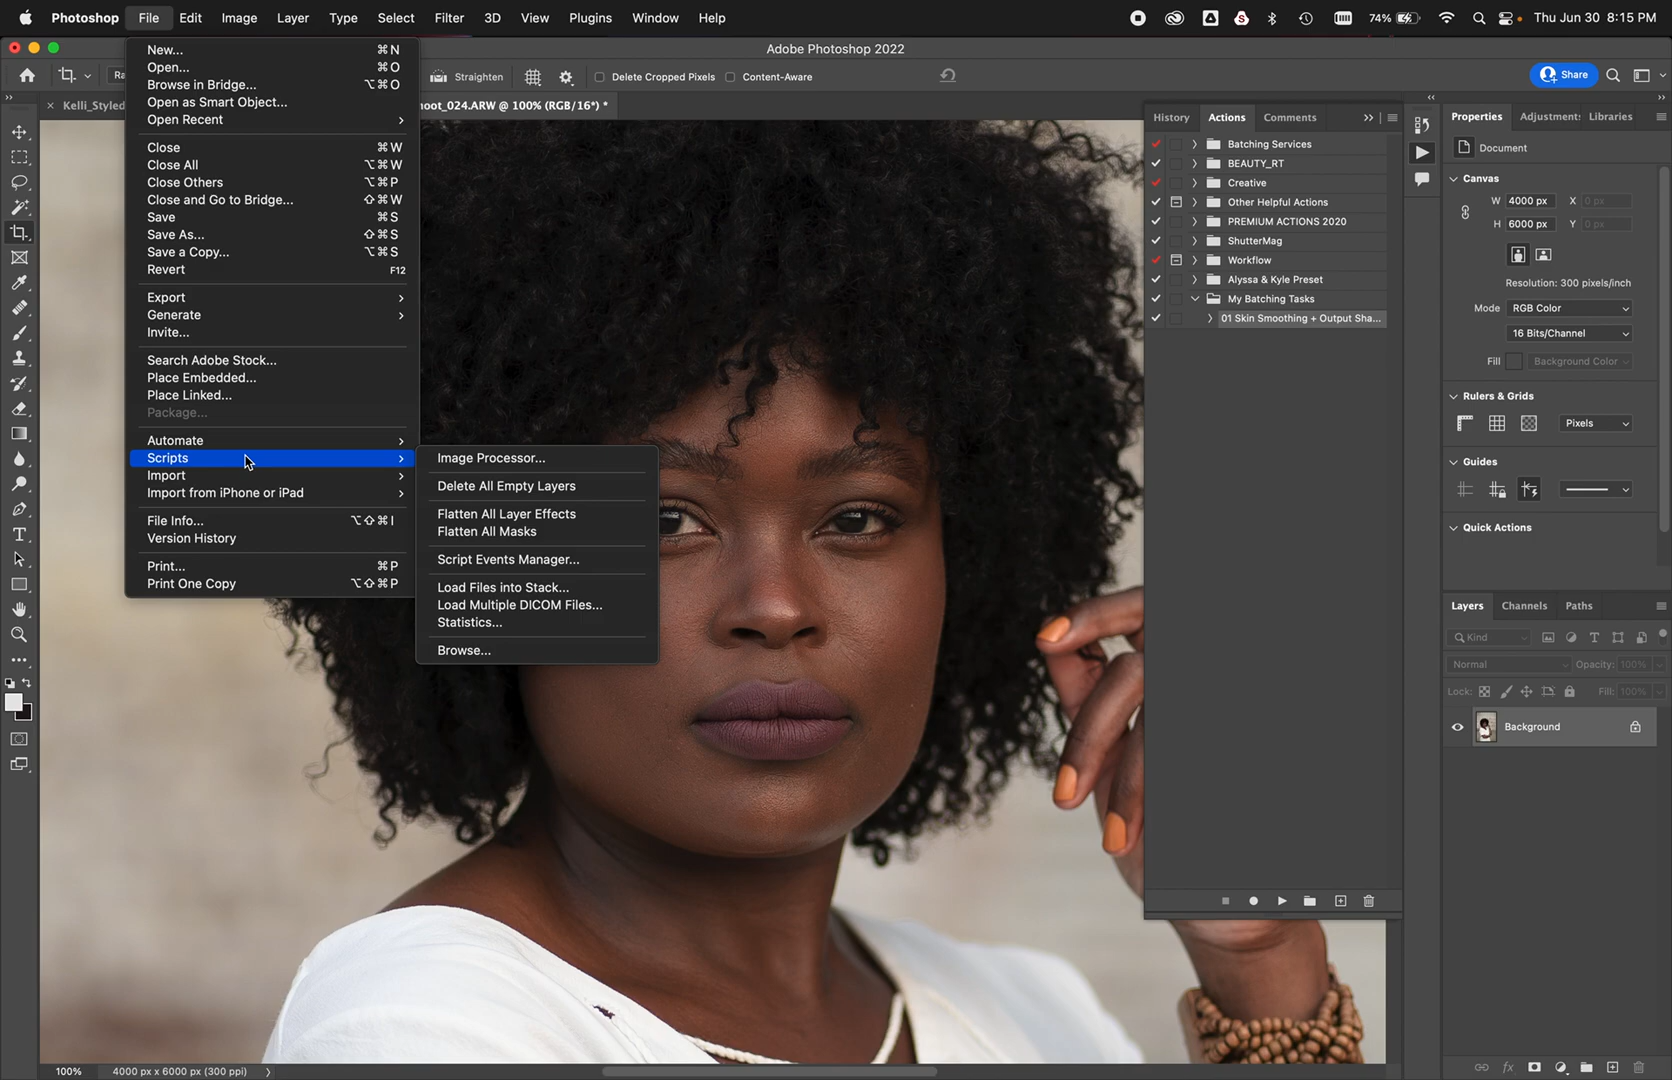 Photoshop File Edit Image Layer Type Select Filter 3D View Plugins Window Help 74% Thu Jun 30 8:15 PM
Adobe Photoshop 2022
Straighten Delete Cropped Pixels Content-Aware Share
× Kelli_Styled
oot_024.ARW @ 100% (RGB/16*) *
New... ⌘N
Open... ⌘O
Browse in Bridge... ⌥⌘O
Open as Smart Object...
Open Recent >
Close ⌘W
Close All ⌥⌘W
Close Others ⌥⌘P
Close and Go to Bridge... ⇧⌘W
Save ⌘S
Save As... ⇧⌘S
Save a Copy... ⌥⌘S
Revert F12
Export >
Generate >
Invite...
Search Adobe Stock...
Place Embedded...
Place Linked...
Package...
Automate >
Scripts >
Import >
Import from iPhone or iPad >
File Info... ⌥⇧⌘I
Version History
Print... ⌘P
Print One Copy ⌥⇧⌘P
Image Processor...
Delete All Empty Layers
Flatten All Layer Effects
Flatten All Masks
Script Events Manager...
Load Files into Stack...
Load Multiple DICOM Files...
Statistics...
Browse...
History Actions Comments
Batching Services
BEAUTY_RT
Creative
Other Helpful Actions
PREMIUM ACTIONS 2020
ShutterMag
Workflow
Alyssa & Kyle Preset
My Batching Tasks
01 Skin Smoothing + Output Sha...
Properties Adjustments Libraries
Document
Canvas
W 4000 px X 0 px
H 6000 px Y 0 px
Resolution: 300 pixels/inch
Mode RGB Color
16 Bits/Channel
Fill Background Color
Rulers & Grids
Pixels
Guides
Quick Actions
Layers Channels Paths
Kind
Normal Opacity: 100%
Lock: Fill: 100%
Background
100% 4000 px x 6000 px (300 ppi) >